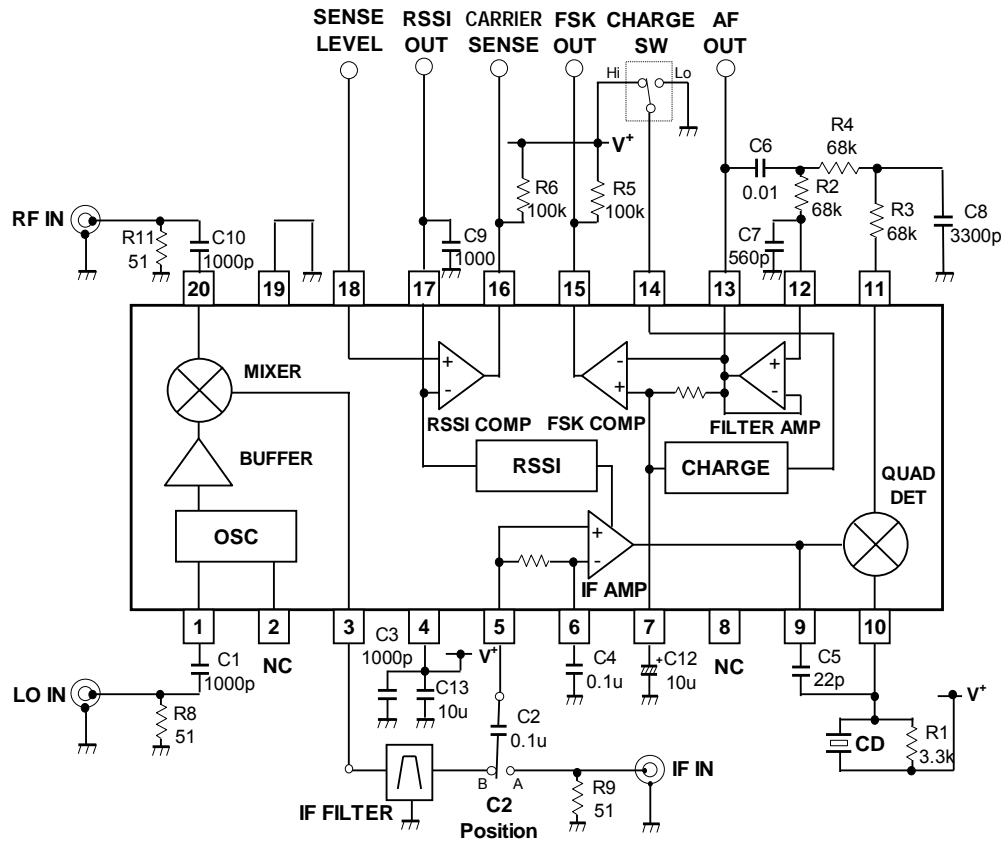 SENSE LEVEL
RSSI OUT
CARRIER SENSE
FSK OUT
CHARGE SW
AF OUT
Hi
Lo
V+
R6
100k
R5
100k
C6
0.01
R4
68k
R2
68k
R3
68k
C8
3300p
C7
560p
RF IN
R11
51
C10
1000p
C9
1000
20
19
18
17
16
15
14
13
12
11
MIXER
BUFFER
OSC
+
-
RSSI COMP
-
+
FSK COMP
+
-
FILTER AMP
RSSI
CHARGE
QUAD DET
+
-
IF AMP
1
2
3
4
5
6
7
8
9
10
NC
NC
C1
1000p
LO IN
R8
51
C3
1000p
C13
10u
V+
C2
0.1u
C4
0.1u
+
C12
10u
C5
22p
CD
R1
3.3k
V+
IF FILTER
B
A
C2
Position
R9
51
IF IN